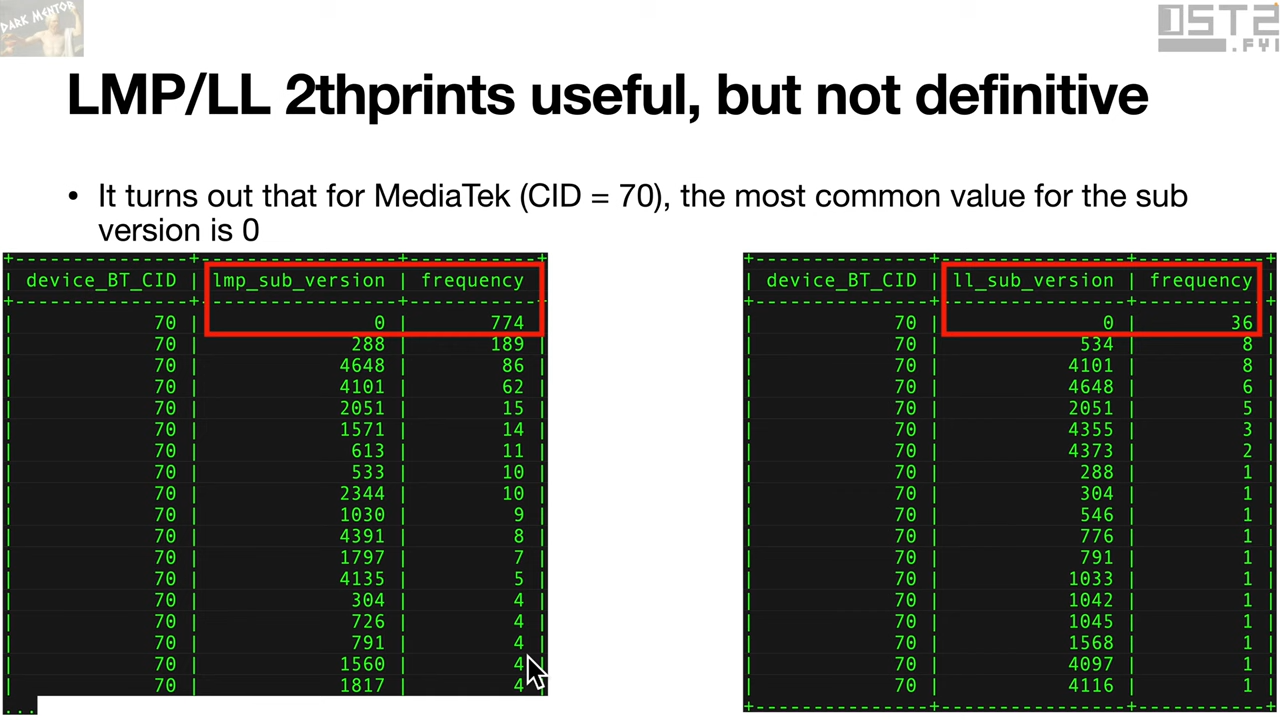 DARK MENTOR
OST2
.FYI
LMP/LL 2thprints useful, but not definitive
• It turns out that for MediaTek (CID = 70), the most common value for the sub
version is 0
+---------------+-----------------+-----------+
| device_BT_CID | lmp_sub_version | frequency |
+---------------+-----------------+-----------+
| 70 | 0 | 774 |
| 70 | 288 | 189 |
| 70 | 4648 | 86 |
| 70 | 4101 | 62 |
| 70 | 2051 | 15 |
| 70 | 1571 | 14 |
| 70 | 613 | 11 |
| 70 | 533 | 10 |
| 70 | 2344 | 10 |
| 70 | 1030 | 9 |
| 70 | 4391 | 8 |
| 70 | 1797 | 7 |
| 70 | 4135 | 5 |
| 70 | 304 | 4 |
| 70 | 726 | 4 |
| 70 | 791 | 4 |
| 70 | 1560 | 4 |
| 70 | 1817 | 4 |
...
+---------------+----------------+-----------+
| device_BT_CID | ll_sub_version | frequency |
+---------------+----------------+-----------+
| 70 | 0 | 36 |
| 70 | 534 | 8 |
| 70 | 4101 | 8 |
| 70 | 4648 | 6 |
| 70 | 2051 | 5 |
| 70 | 4355 | 3 |
| 70 | 4373 | 2 |
| 70 | 288 | 1 |
| 70 | 304 | 1 |
| 70 | 546 | 1 |
| 70 | 776 | 1 |
| 70 | 791 | 1 |
| 70 | 1033 | 1 |
| 70 | 1042 | 1 |
| 70 | 1045 | 1 |
| 70 | 1568 | 1 |
| 70 | 4097 | 1 |
| 70 | 4116 | 1 |
+---------------+----------------+-----------+